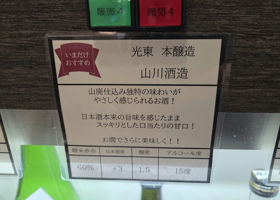 販売4
機関4
いまだけ
おすすめ
光東 本醸造
山川酒造
山廃仕込み独特の味わいが
やさしく感じられるお酒！
日本酒本来の旨味を感じたまま
スッキリとした口当たりの甘口！
お燗でさらに美味しく！！
精米歩合 日本酒度 酸度 アルコール度
60% +3 1.5 15度